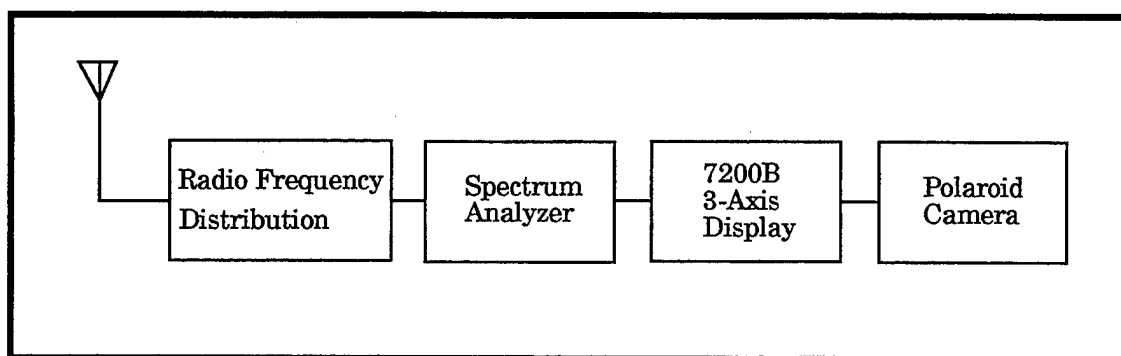 Radio Frequency
Distribution
Spectrum
Analyzer
7200B
3-Axis
Display
Polaroid
Camera